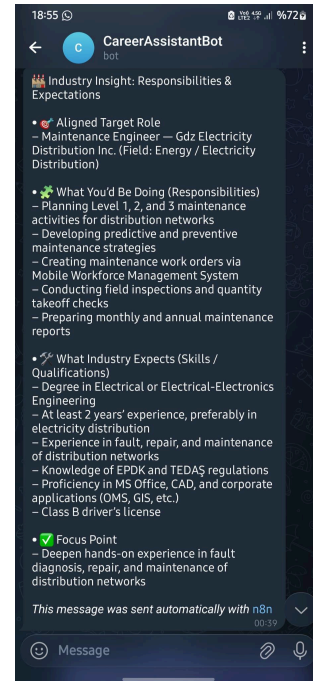 18:55
%72
CareerAssistantBot
bot
🏭 Industry Insight: Responsibilities &
Expectations
• 🎯 Aligned Target Role
– Maintenance Engineer — Gdz Electricity
Distribution Inc. (Field: Energy / Electricity
Distribution)
• 🧩 What You'd Be Doing (Responsibilities)
– Planning Level 1, 2, and 3 maintenance
activities for distribution networks
– Developing predictive and preventive
maintenance strategies
– Creating maintenance work orders via
Mobile Workforce Management System
– Conducting field inspections and quantity
takeoff checks
– Preparing monthly and annual maintenance
reports
• 🛠 What Industry Expects (Skills /
Qualifications)
– Degree in Electrical or Electrical-Electronics
Engineering
– At least 2 years' experience, preferably in
electricity distribution
– Experience in fault, repair, and maintenance
of distribution networks
– Knowledge of EPDK and TEDAŞ regulations
– Proficiency in MS Office, CAD, and corporate
applications (OMS, GIS, etc.)
– Class B driver's license
• ✅ Focus Point
– Deepen hands-on experience in fault
diagnosis, repair, and maintenance of
distribution networks
This message was sent automatically with n8n
00:39
Message